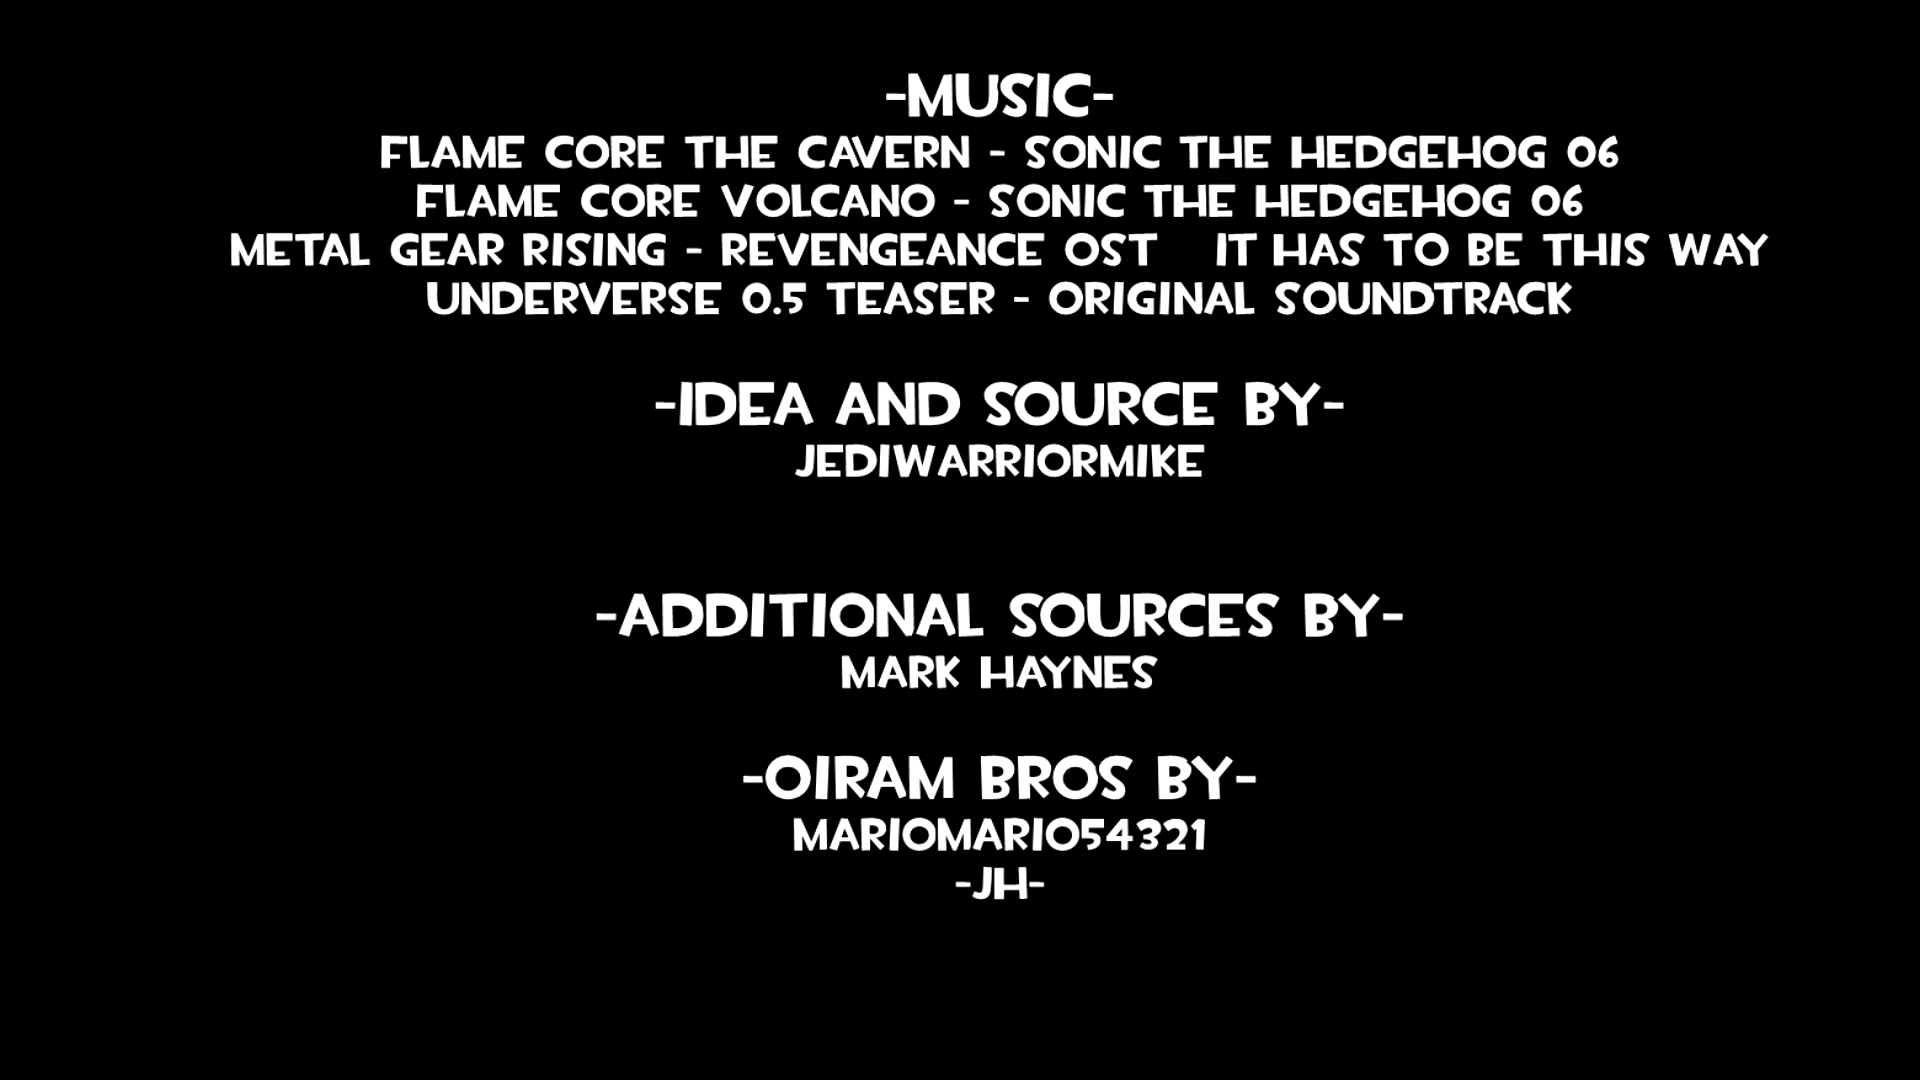 -MUSIC-
FLAME CORE THE CAVERN - SONIC THE HEDGEHOG 06
FLAME CORE VOLCANO - SONIC THE HEDGEHOG 06
METAL GEAR RISING - REVENGEANCE OST IT HAS TO BE THIS WAY
UNDERVERSE 0.5 TEASER - ORIGINAL SOUNDTRACK
-IDEA AND SOURCE BY-
JEDIWARRIORMIKE
-ADDITIONAL SOURCES BY-
MARK HAYNES
-OIRAM BROS BY-
MARIOMARIO54321
-JH-